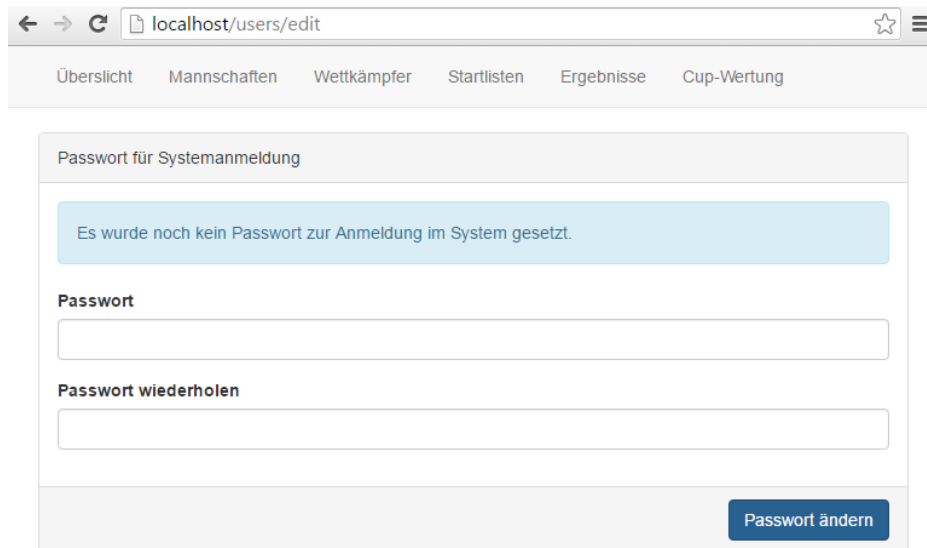 localhost/users/edit
Überslicht Mannschaften Wettkämpfer Startlisten Ergebnisse Cup-Wertung
Passwort für Systemanmeldung
Es wurde noch kein Passwort zur Anmeldung im System gesetzt.
Passwort
Passwort wiederholen
Passwort ändern